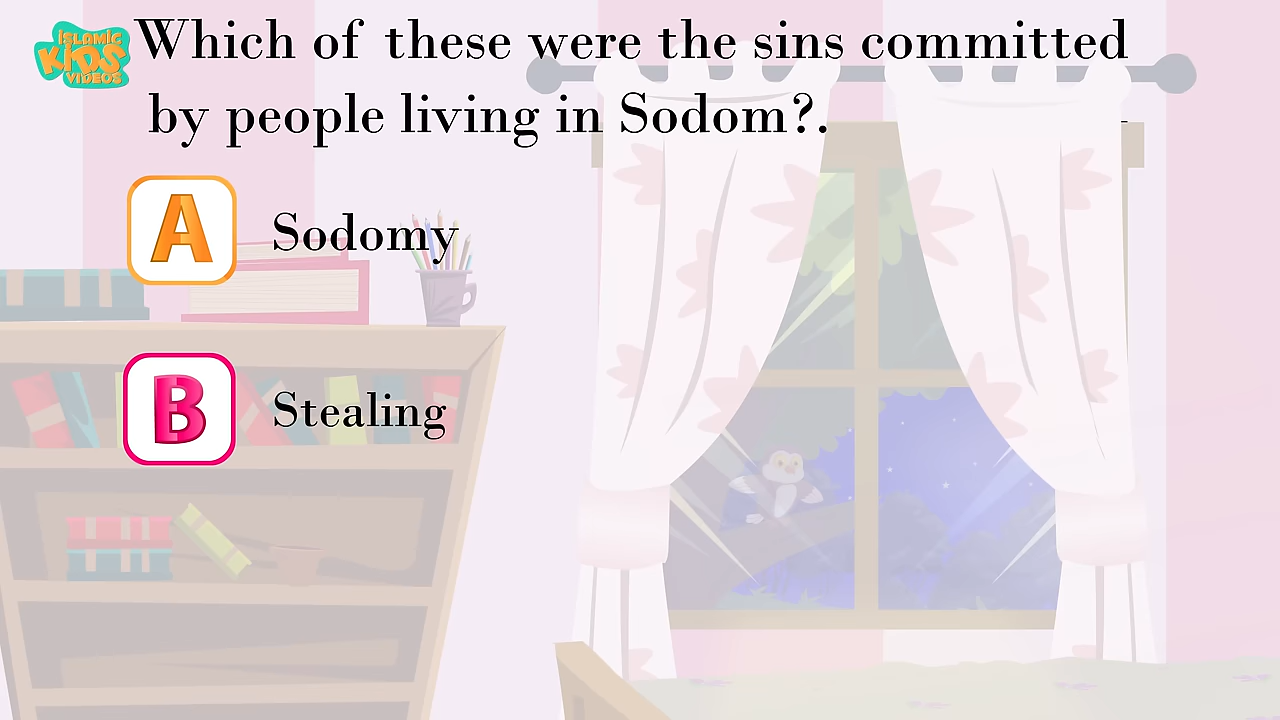 ISLAMIC
KIDS
VIDEOS
Which of these were the sins committed
by people living in Sodom?.
A
Sodomy
B
Stealing